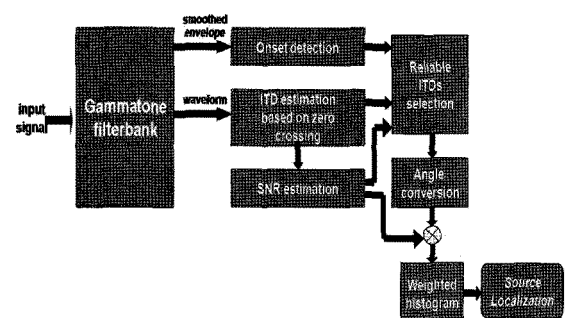 smoothed
envelope
Onset detection
Reliable
ITDs
selection
input
signal
Gammatone
filterbank
waveform
ITD estimation
based on zero
crossing
SNR estimation
Angle
conversion
Weighted
histogram
Source
Localization